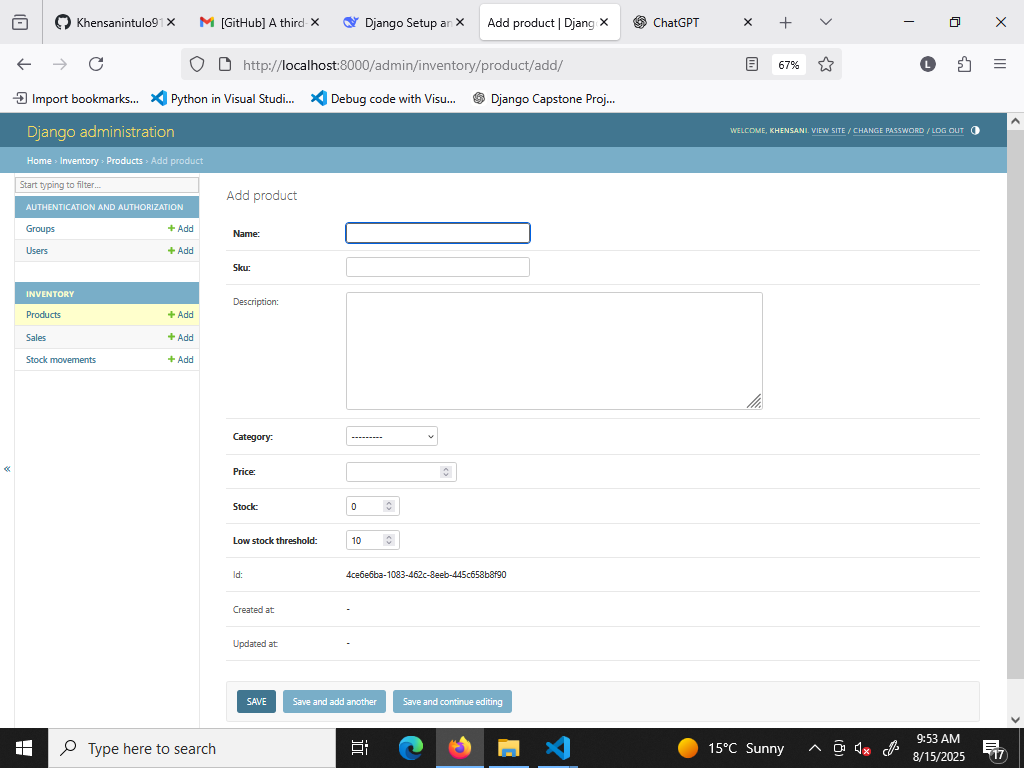 Khensanintulo91
[GitHub] A third
Django Setup an
Add product | Djang
ChatGPT
http://localhost:8000/admin/inventory/product/add/
67%
L
Import bookmarks...
Python in Visual Studi...
Debug code with Visu...
Django Capstone Proj...
Django administration
WELCOME, KHENSANI. VIEW SITE / CHANGE PASSWORD / LOG OUT
Home › Inventory › Products › Add product
Start typing to filter...
AUTHENTICATION AND AUTHORIZATION
Groups + Add
Users + Add
INVENTORY
Products + Add
Sales + Add
Stock movements + Add
«
Add product
Name:
Sku:
Description:
Category: ---------
Price:
Stock: 0
Low stock threshold: 10
Id: 4ce6e6ba-1083-462c-8eeb-445c658b8f90
Created at: -
Updated at: -
SAVE
Save and add another
Save and continue editing
Type here to search
15°C Sunny
9:53 AM
8/15/2025
17